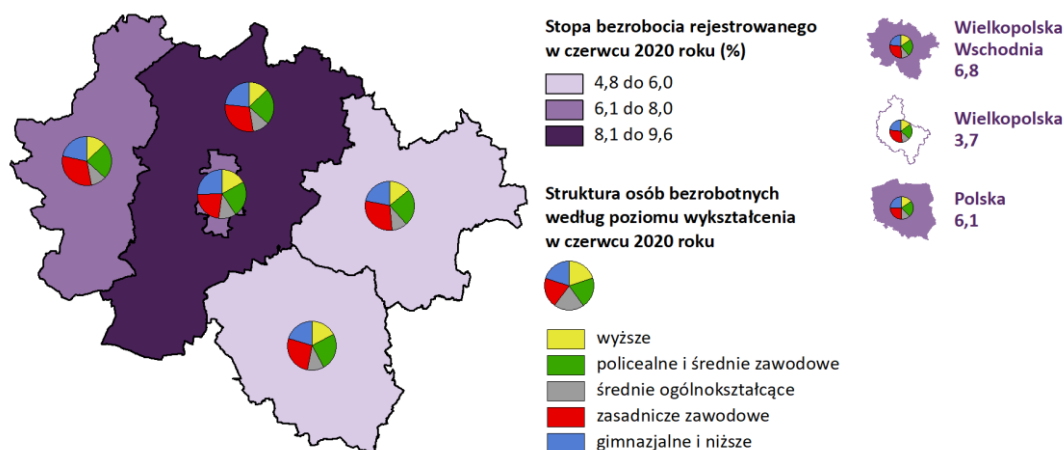 Stopa bezrobocia rejestrowanego
w czerwcu 2020 roku (%)
4,8 do 6,0
6,1 do 8,0
8,1 do 9,6
Struktura osób bezrobotnych
według poziomu wykształcenia
w czerwcu 2020 roku
wyższe
policealne i średnie zawodowe
średnie ogólnokształcące
zasadnicze zawodowe
gimnazjalne i niższe
Wielkopolska
Wschodnia
6,8
Wielkopolska
3,7
Polska
6,1